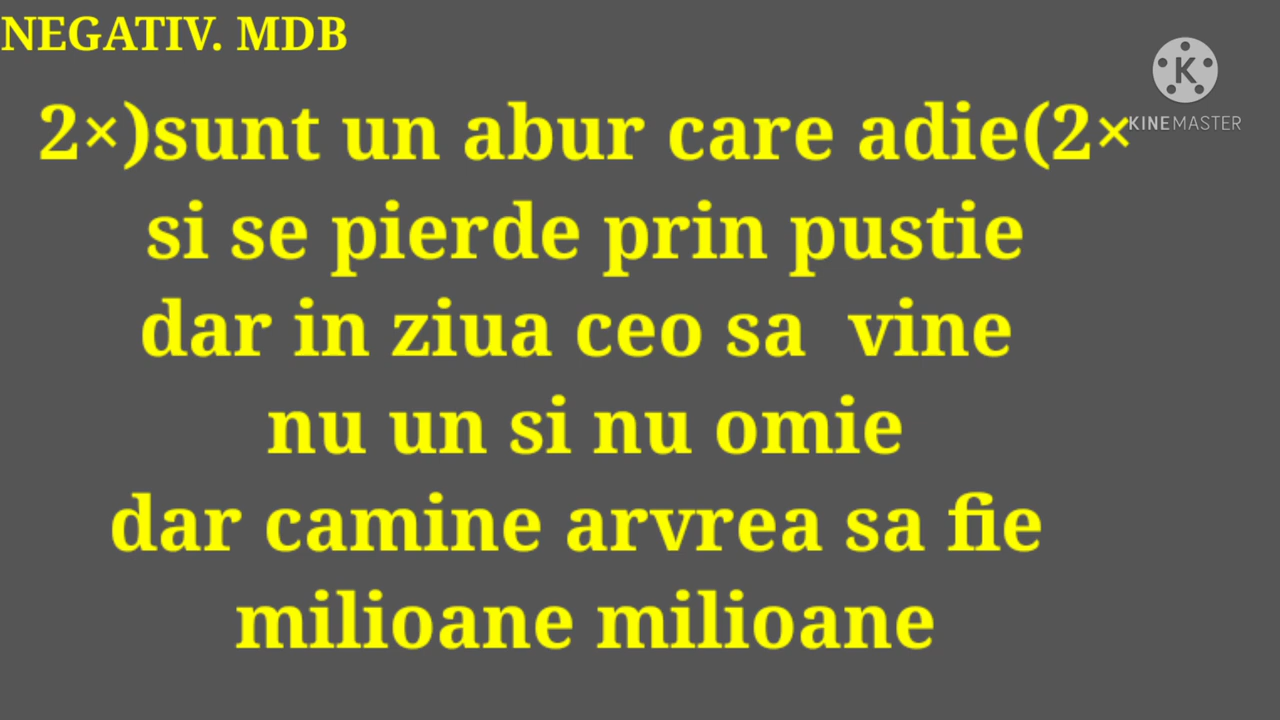 NEGATIV. MDB
K
KINEMASTER
2×)sunt un abur care adie(2×
si se pierde prin pustie
dar in ziua ceo sa  vine
nu un si nu omie
dar camine arvrea sa fie
milioane milioane